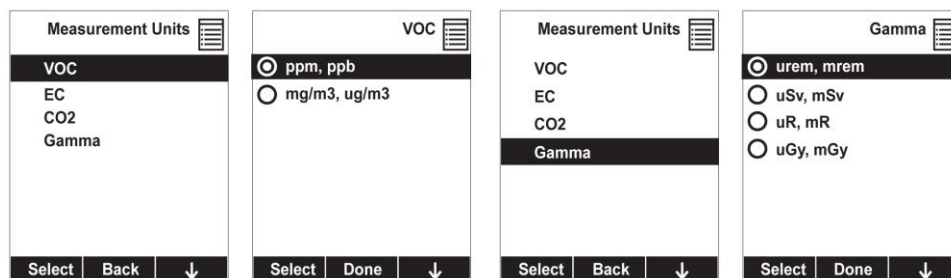 Measurement Units
VOC
EC
CO2
Gamma
Select Back ↓
VOC
ppm, ppb
mg/m3, ug/m3
Select Done ↓
Measurement Units
VOC
EC
CO2
Gamma
Select Back ↓
Gamma
urem, mrem
uSv, mSv
uR, mR
uGy, mGy
Select Done ↓